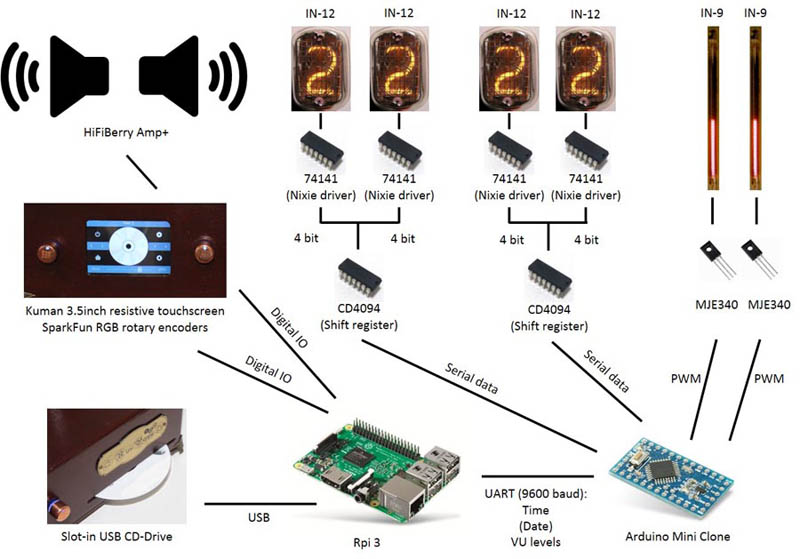 IN-12
IN-12
IN-12
IN-12
IN-9
IN-9
HiFiBerry Amp+
74141
(Nixie driver)
74141
(Nixie driver)
74141
(Nixie driver)
74141
(Nixie driver)
4 bit
4 bit
4 bit
4 bit
CD4094
(Shift register)
CD4094
(Shift register)
MJE340
MJE340
Kuman 3.5inch resistive touchscreen
SparkFun RGB rotary encoders
Digital IO
Digital IO
Serial data
Serial data
PWM
PWM
USB
UART (9600 baud):
Time
(Date)
VU levels
Slot-in USB CD-Drive
Rpi 3
Arduino Mini Clone